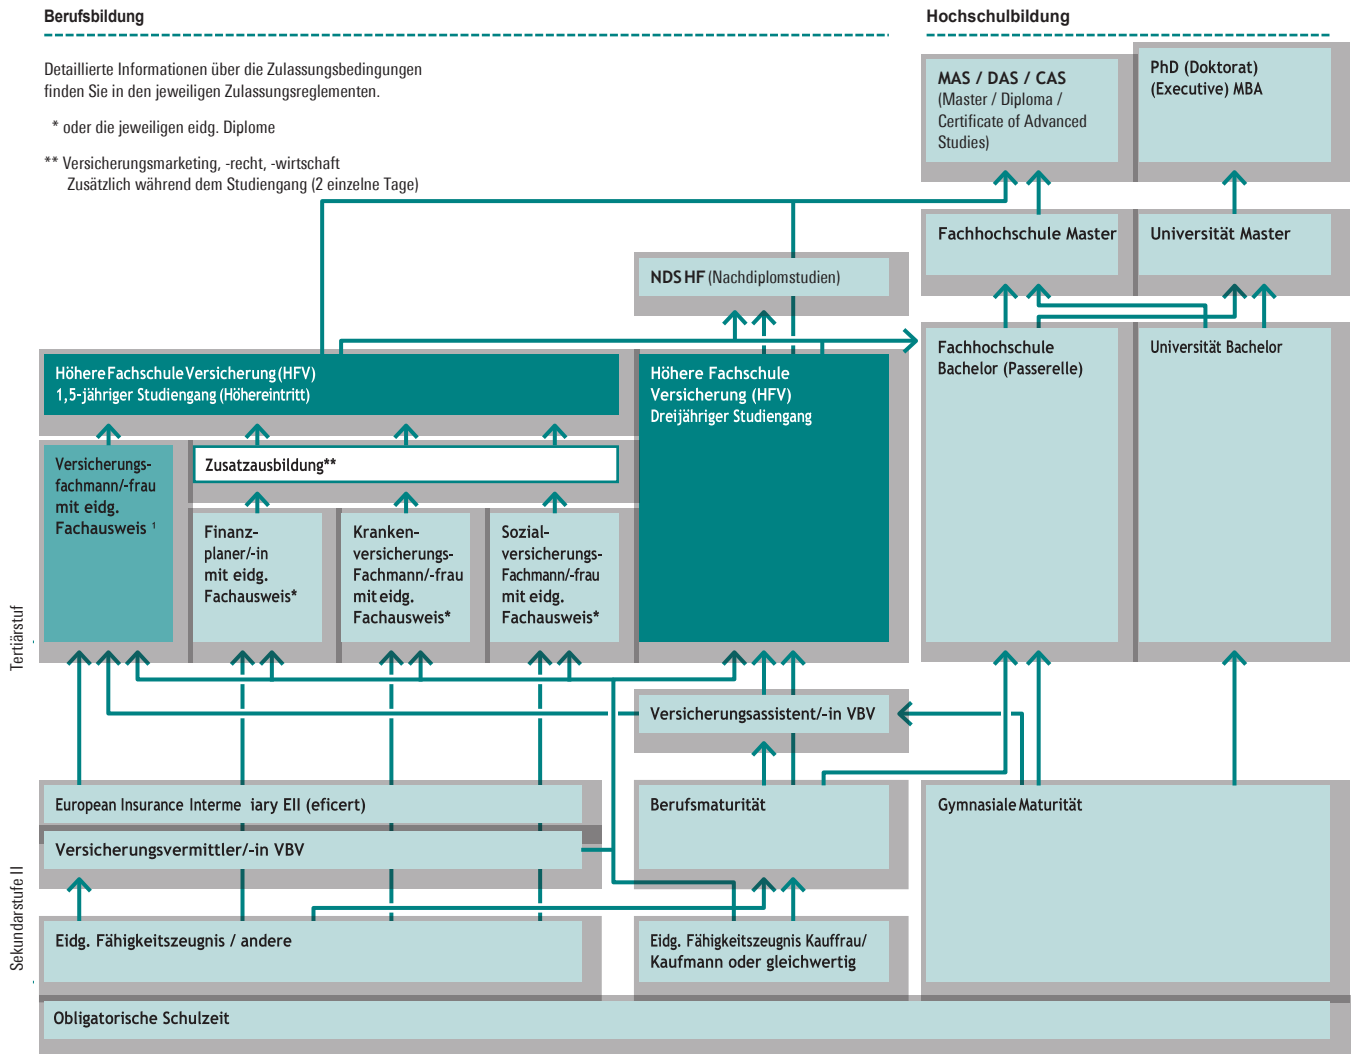 Berufsbildung
Hochschulbildung
Detaillierte Informationen über die Zulassungsbedingungen
finden Sie in den jeweiligen Zulassungsreglementen.
* oder die jeweiligen eidg. Diplome
** Versicherungsmarketing, -recht, -wirtschaft
Zusätzlich während dem Studiengang (2 einzelne Tage)
MAS / DAS / CAS
(Master / Diploma /
Certificate of Advanced
Studies)
PhD (Doktorat)
(Executive) MBA
Fachhochschule Master
Universität Master
NDS HF (Nachdiplomstudien)
Höhere Fachschule Versicherung (HFV)
1,5-jähriger Studiengang (Höhereintritt)
Höhere Fachschule
Versicherung (HFV)
Dreijähriger Studiengang
Fachhochschule
Bachelor (Passerelle)
Universität Bachelor
Versicherungs-
fachmann/-frau
mit eidg.
Fachausweis ¹
Zusatzausbildung**
Finanz-
planer/-in
mit eidg.
Fachausweis*
Kranken-
versicherungs-
Fachmann/-frau
mit eidg.
Fachausweis*
Sozial-
versicherungs-
Fachmann/-frau
mit eidg.
Fachausweis*
Tertiärstuf
Versicherungsassistent/-in VBV
European Insurance Interme iary EII (eficert)
Versicherungsvermittler/-in VBV
Berufsmaturität
Gymnasiale Maturität
Sekundarstufe II
Eidg. Fähigkeitszeugnis / andere
Eidg. Fähigkeitszeugnis Kauffrau/
Kaufmann oder gleichwertig
Obligatorische Schulzeit